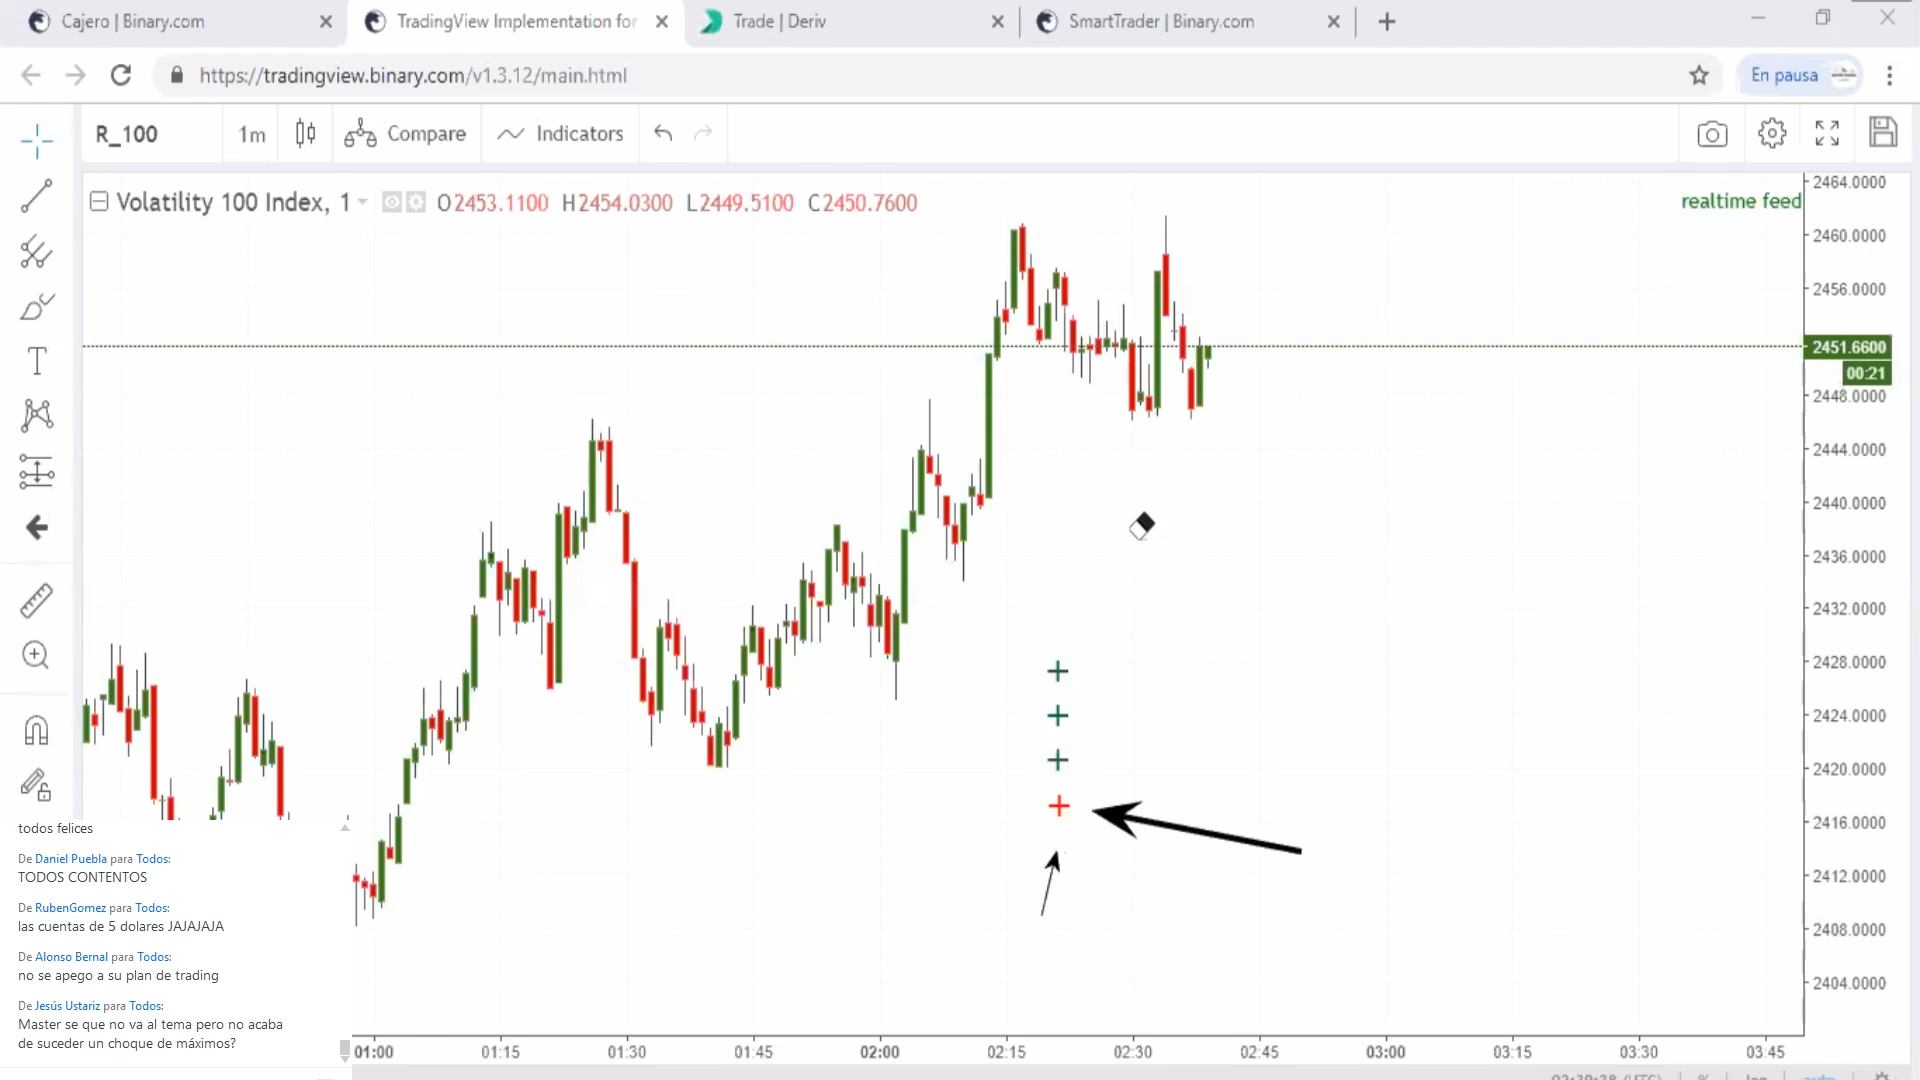 Cajero | Binary.com
TradingView Implementation for
Trade | Deriv
SmartTrader | Binary.com
https://tradingview.binary.com/v1.3.12/main.html
En pausa
R_100
1m
Compare
Indicators
Volatility 100 Index, 1
O2453.1100 H2454.0300 L2449.5100 C2450.7600
realtime feed
2464.0000
2460.0000
2456.0000
2451.6600
00:21
2448.0000
2444.0000
2440.0000
2436.0000
2432.0000
2428.0000
2424.0000
2420.0000
2416.0000
2412.0000
2408.0000
2404.0000
todos felices
De Daniel Puebla para Todos:
TODOS CONTENTOS
De RubenGomez para Todos:
las cuentas de 5 dolares JAJAJAJA
De Alonso Bernal para Todos:
no se apego a su plan de trading
De Jesús Ustariz para Todos:
Master se que no va al tema pero no acaba
de suceder un choque de máximos?
01:00 01:15 01:30 01:45 02:00 02:15 02:30 02:45 03:00 03:15 03:30 03:45